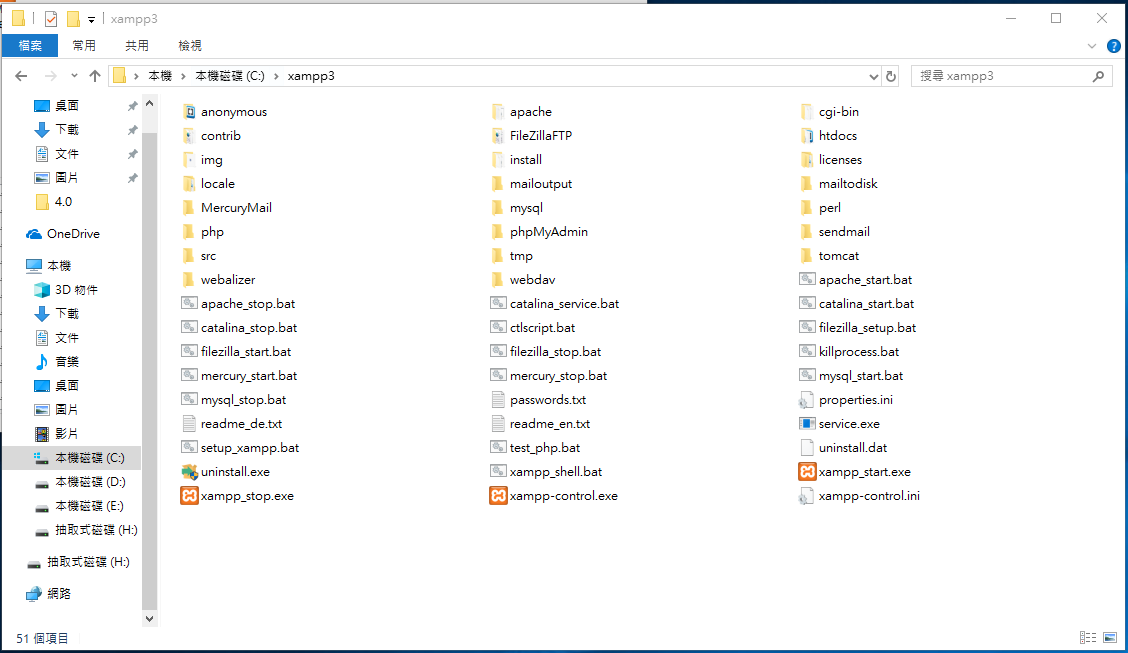 xampp3
檔案 常用 共用 檢視
本機 本機磁碟 (C:) xampp3 搜尋 xampp3
桌面
下載
文件
圖片
4.0
OneDrive
本機
3D 物件
下載
文件
音樂
桌面
圖片
影片
本機磁碟 (C:)
本機磁碟 (D:)
本機磁碟 (E:)
抽取式磁碟 (H:)
抽取式磁碟 (H:)
網路
anonymous apache cgi-bin
contrib FileZillaFTP htdocs
img install licenses
locale mailoutput mailtodisk
MercuryMail mysql perl
php phpMyAdmin sendmail
src tmp tomcat
webalizer webdav apache_start.bat
apache_stop.bat catalina_service.bat catalina_start.bat
catalina_stop.bat ctlscript.bat filezilla_setup.bat
filezilla_start.bat filezilla_stop.bat killprocess.bat
mercury_start.bat mercury_stop.bat mysql_start.bat
mysql_stop.bat passwords.txt properties.ini
readme_de.txt readme_en.txt service.exe
setup_xampp.bat test_php.bat uninstall.dat
uninstall.exe xampp_shell.bat xampp_start.exe
xampp_stop.exe xampp-control.exe xampp-control.ini
51 個項目